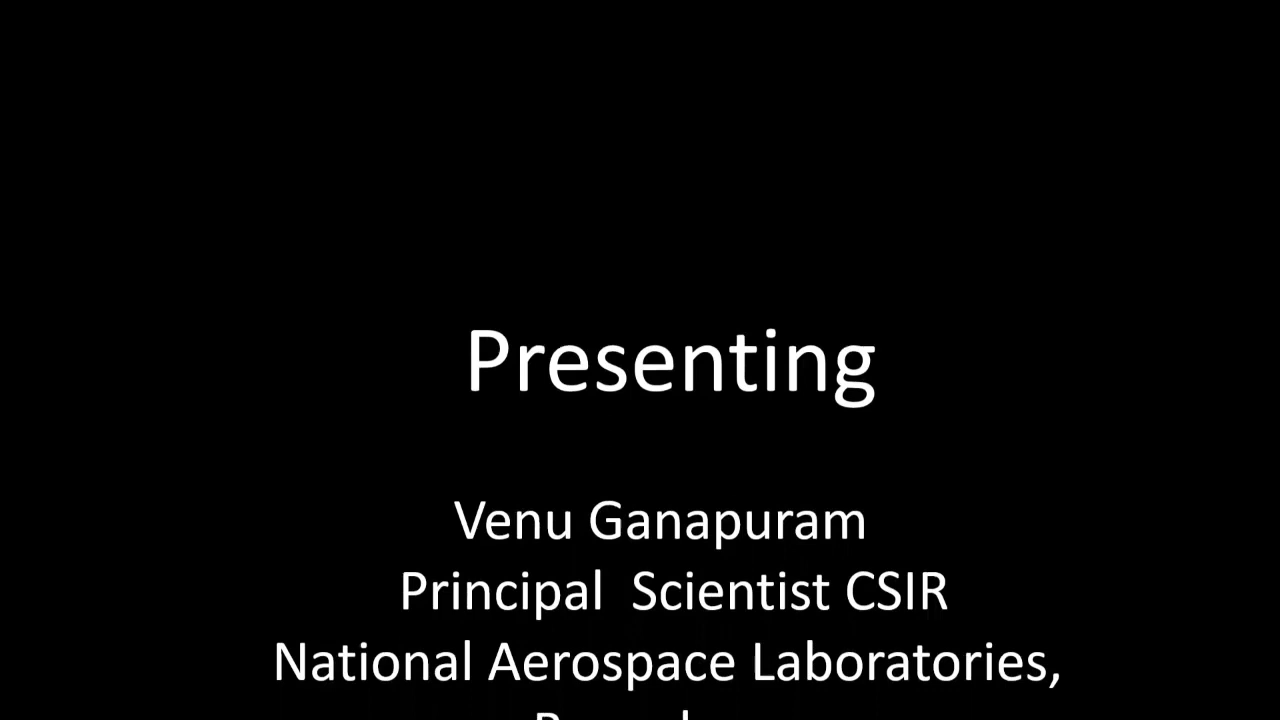 Presenting
Venu Ganapuram
Principal  Scientist CSIR
National Aerospace Laboratories,